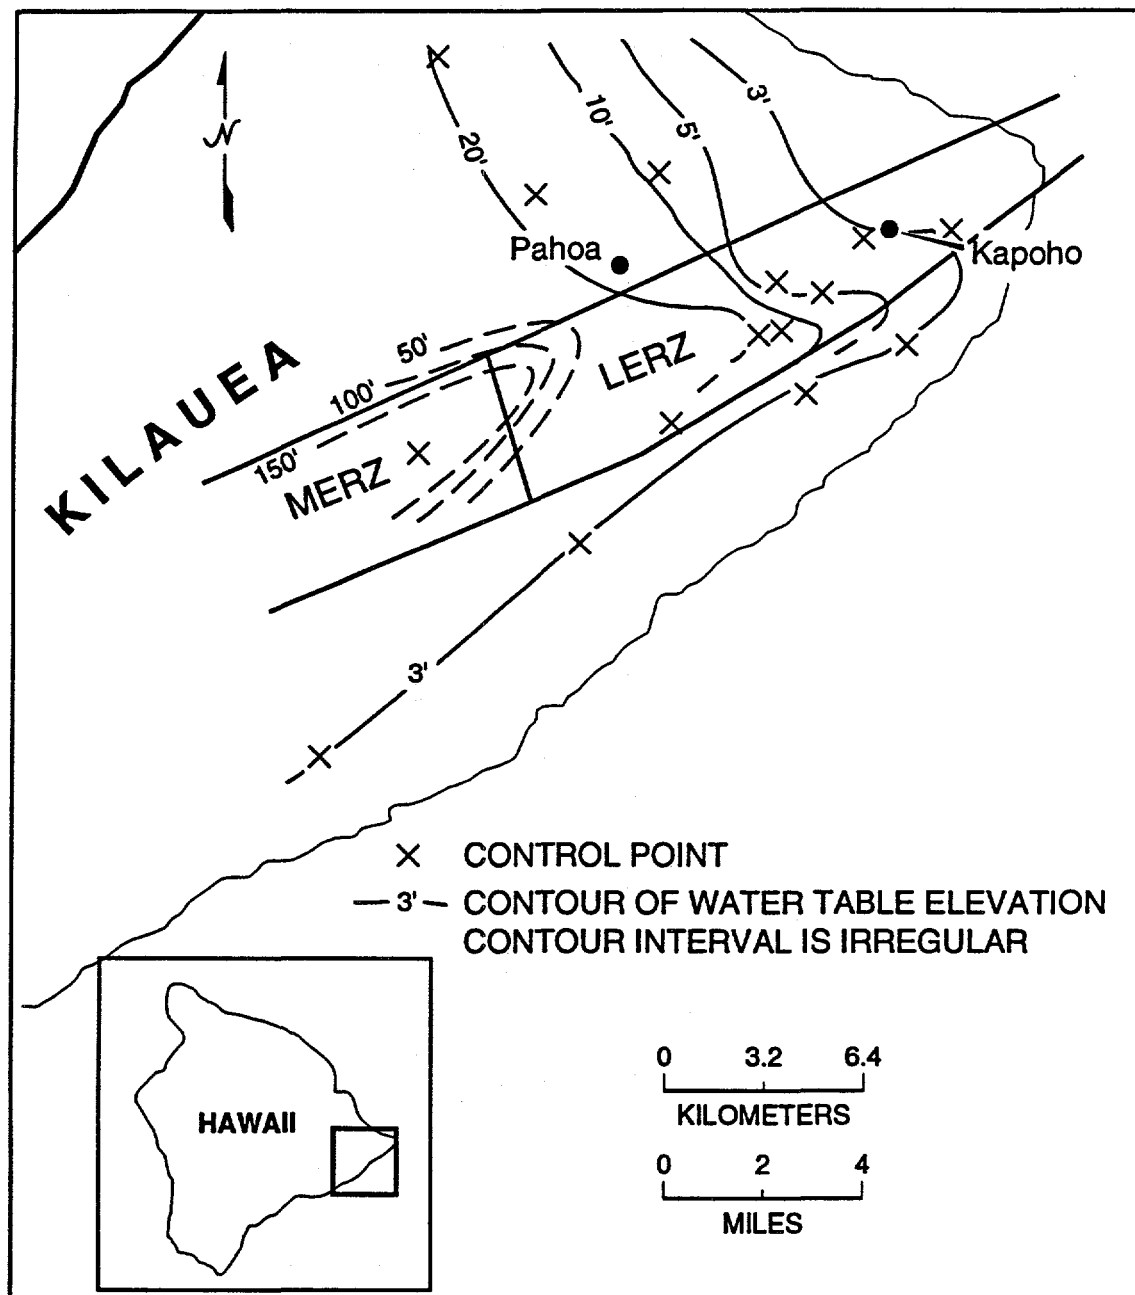 3'
10'
5'
N
20'
Pahoa
Kapoho
50'
LERZ
KILAUEA
100'
150'
MERZ
3'
CONTROL POINT
3' CONTOUR OF WATER TABLE ELEVATION
CONTOUR INTERVAL IS IRREGULAR
HAWAII
0 3.2 6.4
KILOMETERS
0 2 4
MILES